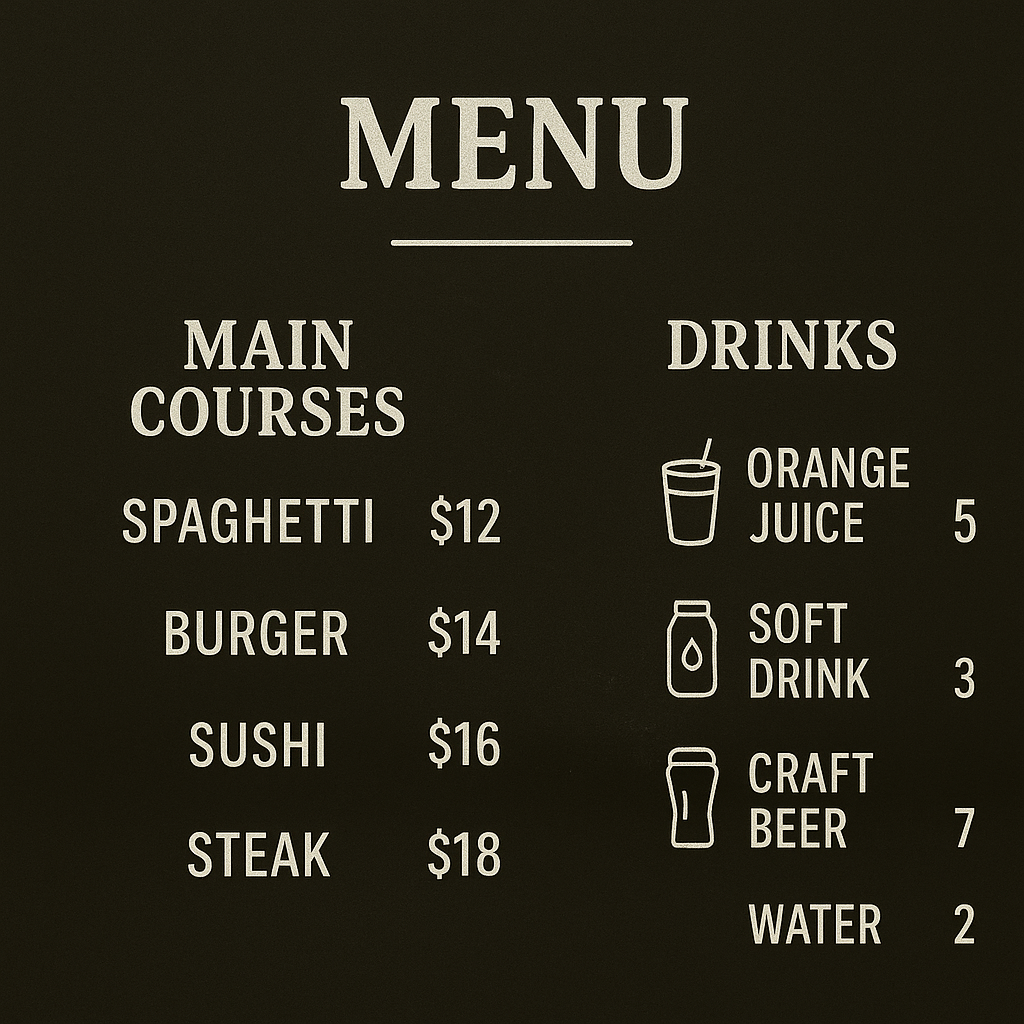 MENU
MAIN
COURSES
SPAGHETTI $12
BURGER $14
SUSHI $16
STEAK $18
DRINKS
ORANGE
JUICE 5
SOFT
DRINK 3
CRAFT
BEER 7
WATER 2